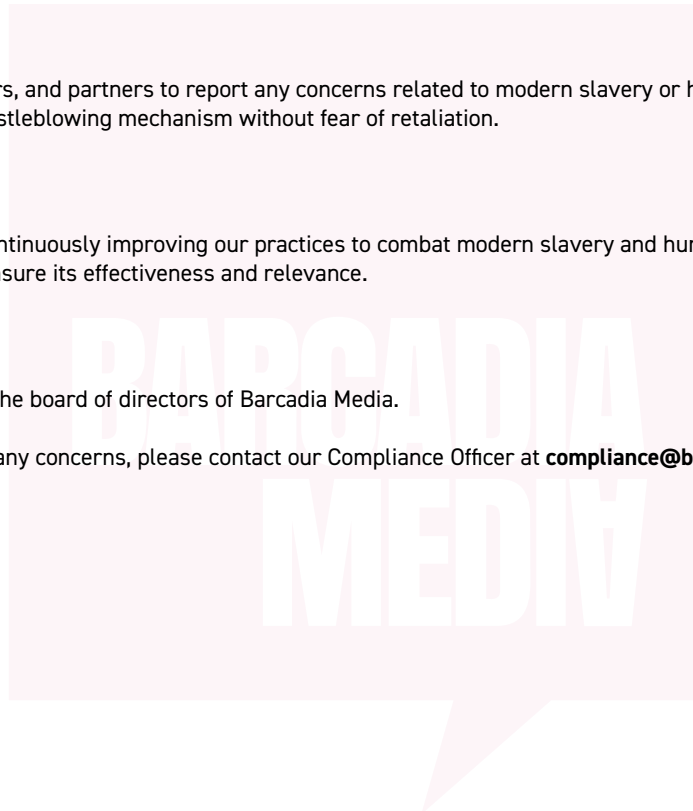 rs, and partners to report any concerns related to modern slavery or h
stleblowing mechanism without fear of retaliation.
ntinuously improving our practices to combat modern slavery and hur
nsure its effectiveness and relevance.
BARCADIA
he board of directors of Barcadia Media.
any concerns, please contact our Compliance Officer at compliance@b
MEDIA